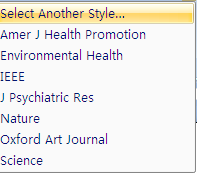 Select Another Style...
Amer J Health Promotion
Environmental Health
IEEE
J Psychiatric Res
Nature
Oxford Art Journal
Science